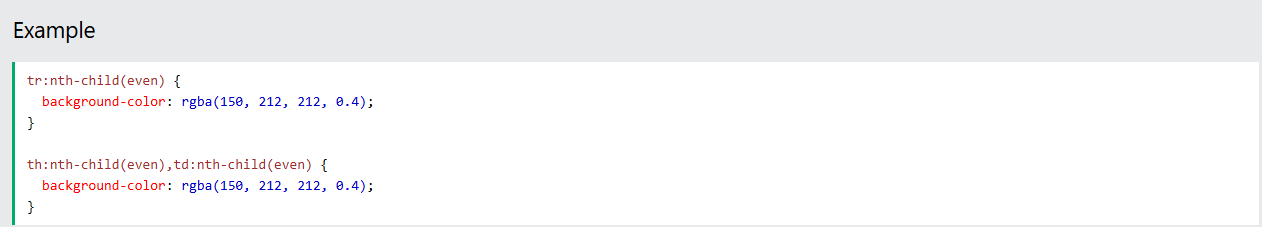 Example
tr:nth-child(even) {
  background-color: rgba(150, 212, 212, 0.4);
}
th:nth-child(even),td:nth-child(even) {
  background-color: rgba(150, 212, 212, 0.4);
}